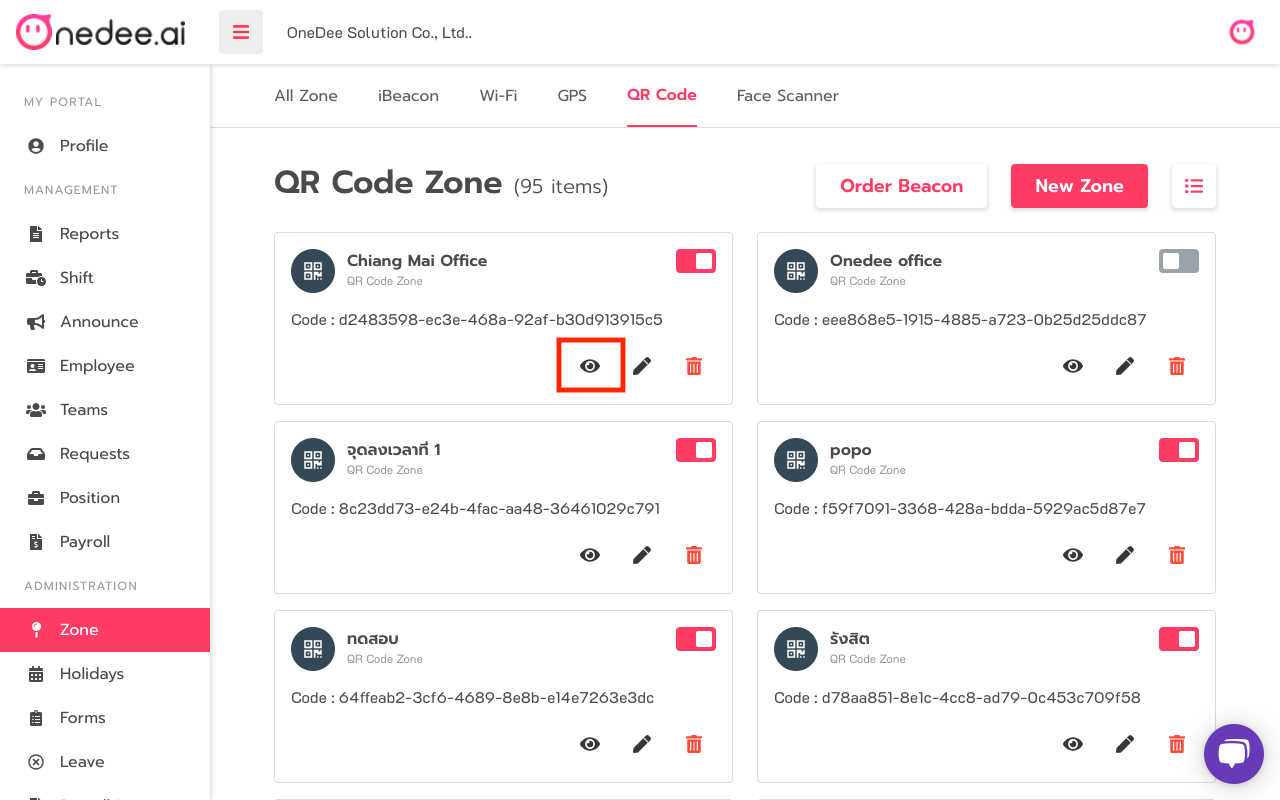 onedee.ai
OneDee Solution Co., Ltd..
MY PORTAL
Profile
MANAGEMENT
Reports
Shift
Announce
Employee
Teams
Requests
Position
Payroll
ADMINISTRATION
Zone
Holidays
Forms
Leave
All Zone iBeacon Wi-Fi GPS QR Code Face Scanner
QR Code Zone (95 items)
Order Beacon New Zone
Chiang Mai Office
QR Code Zone
Code : d2483598-ec3e-468a-92af-b30d913915c5
Onedee office
QR Code Zone
Code : eee868e5-1915-4885-a723-0b25d25ddc87
จุดลงเวลาที่ 1
QR Code Zone
Code : 8c23dd73-e24b-4fac-aa48-36461029c791
popo
QR Code Zone
Code : f59f7091-3368-428a-bdda-5929ac5d87e7
ทดสอบ
QR Code Zone
Code : 64ffeab2-3cf6-4689-8e8b-e14e7263e3dc
รังสิต
QR Code Zone
Code : d78aa851-8e1c-4cc8-ad79-0c453c709f58